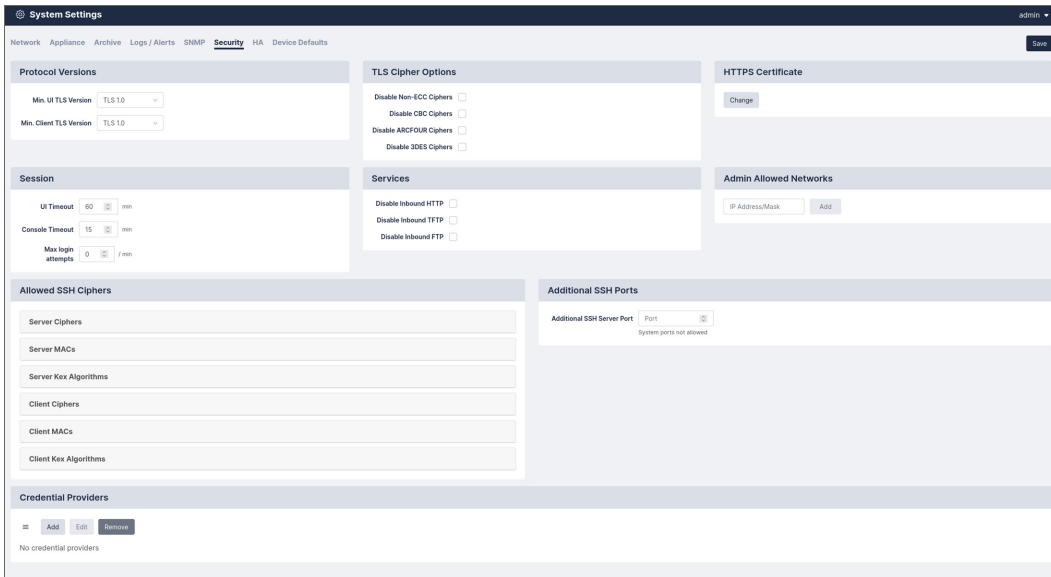 System Settings
admin
Network Appliance Archive Logs / Alerts SNMP Security HA Device Defaults
Save
Protocol Versions
Min. UI TLS Version TLS 1.0
Min. Client TLS Version TLS 1.0
TLS Cipher Options
Disable Non-ECC Ciphers
Disable CBC Ciphers
Disable ARCFOUR Ciphers
Disable 3DES Ciphers
HTTPS Certificate
Change
Session
UI Timeout 60 min
Console Timeout 15 min
Max login
attempts 0 / min
Services
Disable Inbound HTTP
Disable Inbound TFTP
Disable Inbound FTP
Admin Allowed Networks
IP Address/Mask Add
Allowed SSH Ciphers
Server Ciphers
Server MACs
Server Kex Algorithms
Client Ciphers
Client MACs
Client Kex Algorithms
Additional SSH Ports
Additional SSH Server Port Port
System ports not allowed
Credential Providers
Add Edit Remove
No credential providers